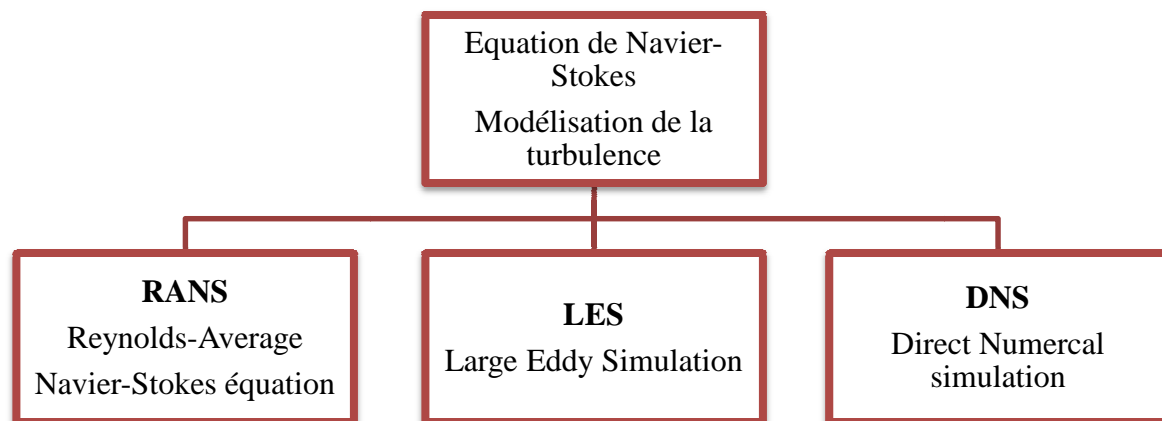 Equation de Navier-
Stokes
Modélisation de la
turbulence
RANS
Reynolds-Average
Navier-Stokes équation
LES
Large Eddy Simulation
DNS
Direct Numercal
simulation